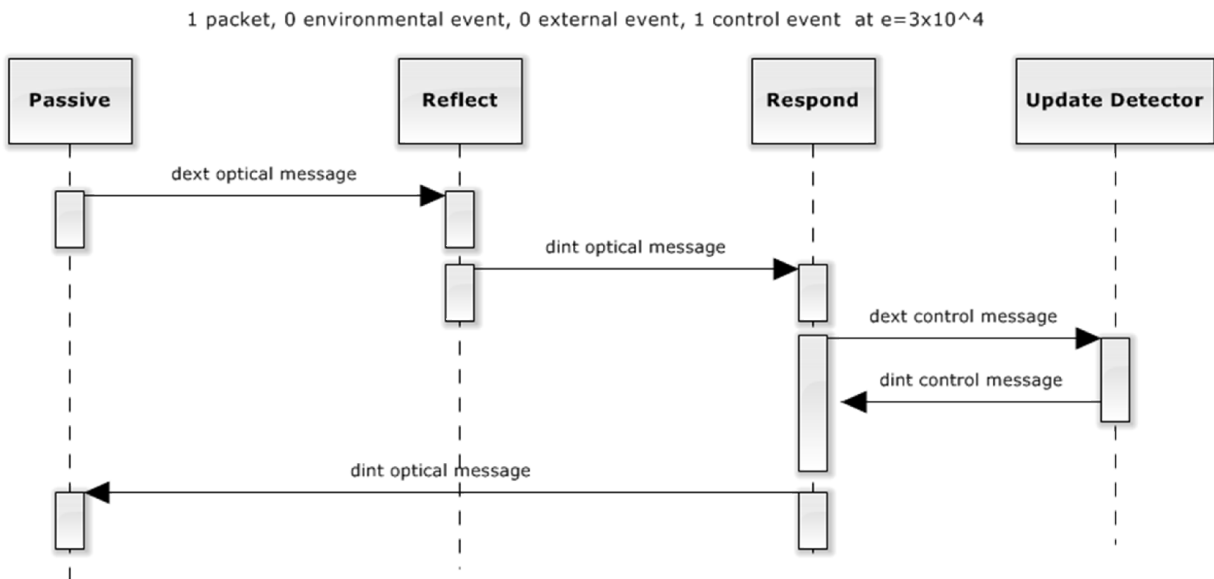 1 packet, 0 environmental event, 0 external event, 1 control event at e=3x10^4
Passive
Reflect
Respond
Update Detector
dext optical message
dint optical message
dext control message
dint control message
dint optical message